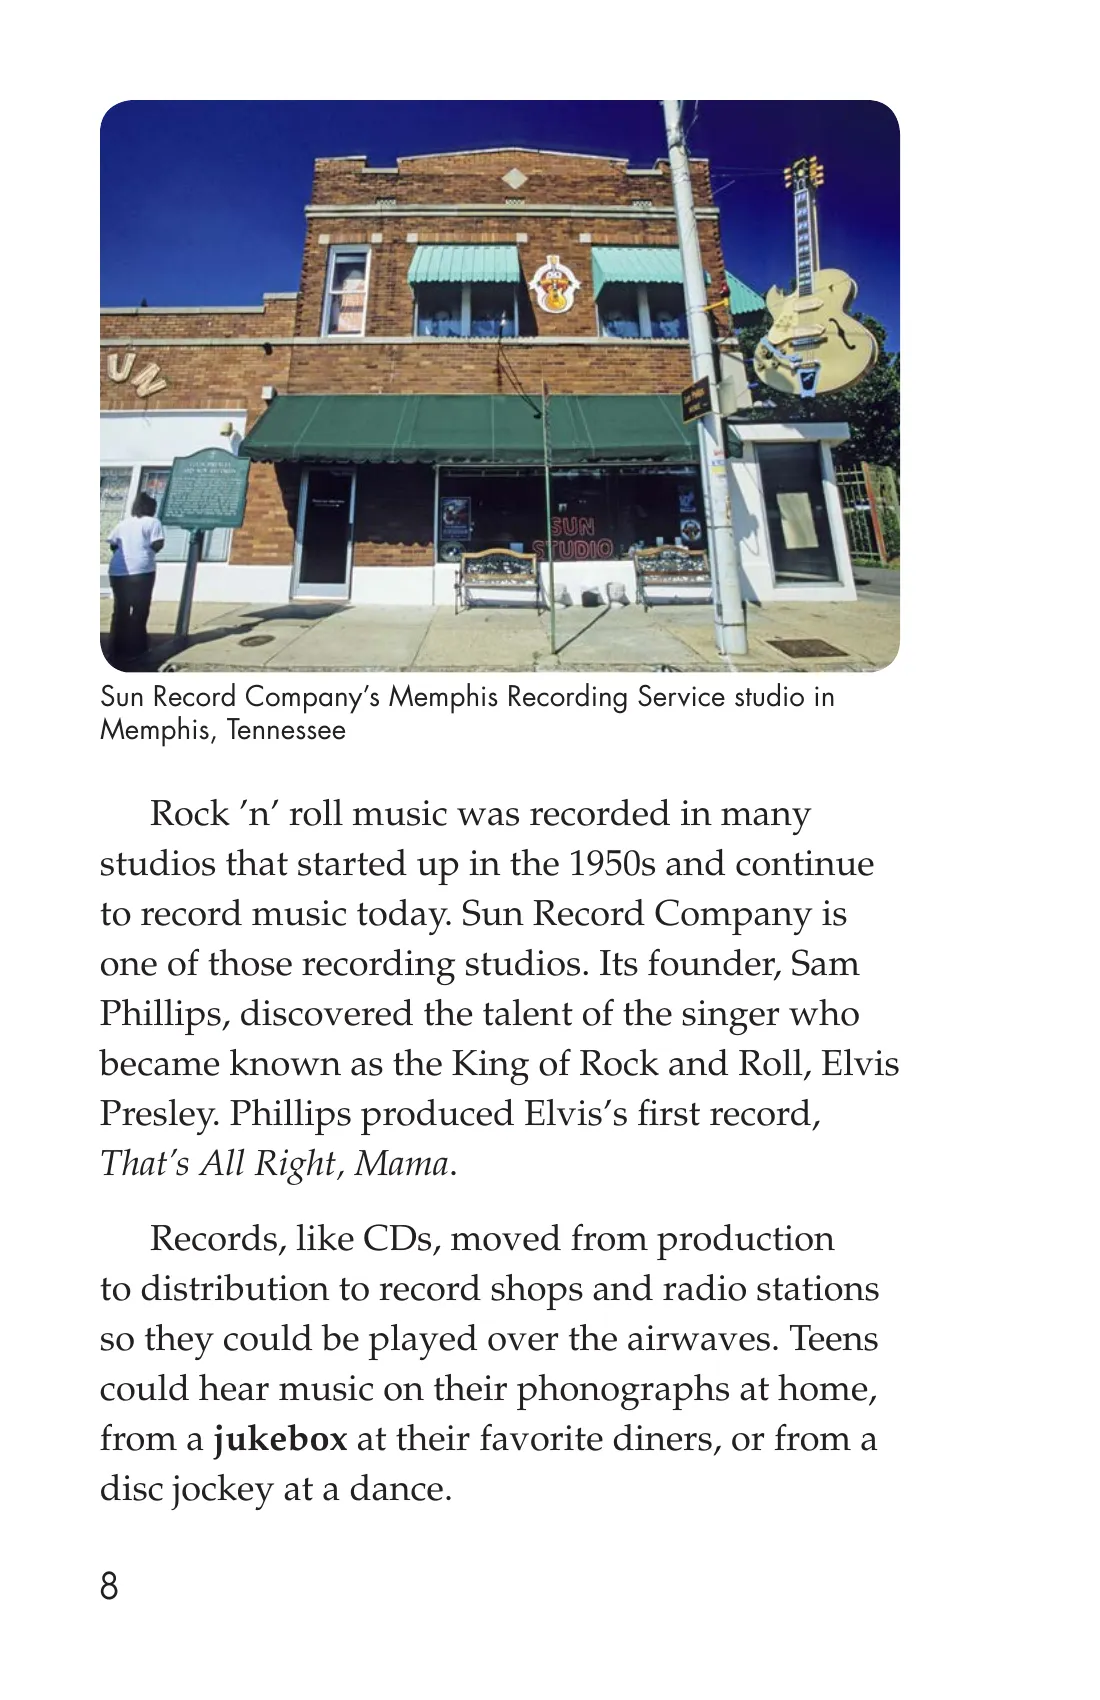 UN
SUN
STUDIO
Sun Record Company’s Memphis Recording Service studio in
Memphis, Tennessee
Rock ’n’ roll music was recorded in many
studios that started up in the 1950s and continue
to record music today. Sun Record Company is
one of those recording studios. Its founder, Sam
Phillips, discovered the talent of the singer who
became known as the King of Rock and Roll, Elvis
Presley. Phillips produced Elvis’s first record,
That’s All Right, Mama.
Records, like CDs, moved from production
to distribution to record shops and radio stations
so they could be played over the airwaves. Teens
could hear music on their phonographs at home,
from a jukebox at their favorite diners, or from a
disc jockey at a dance.
8